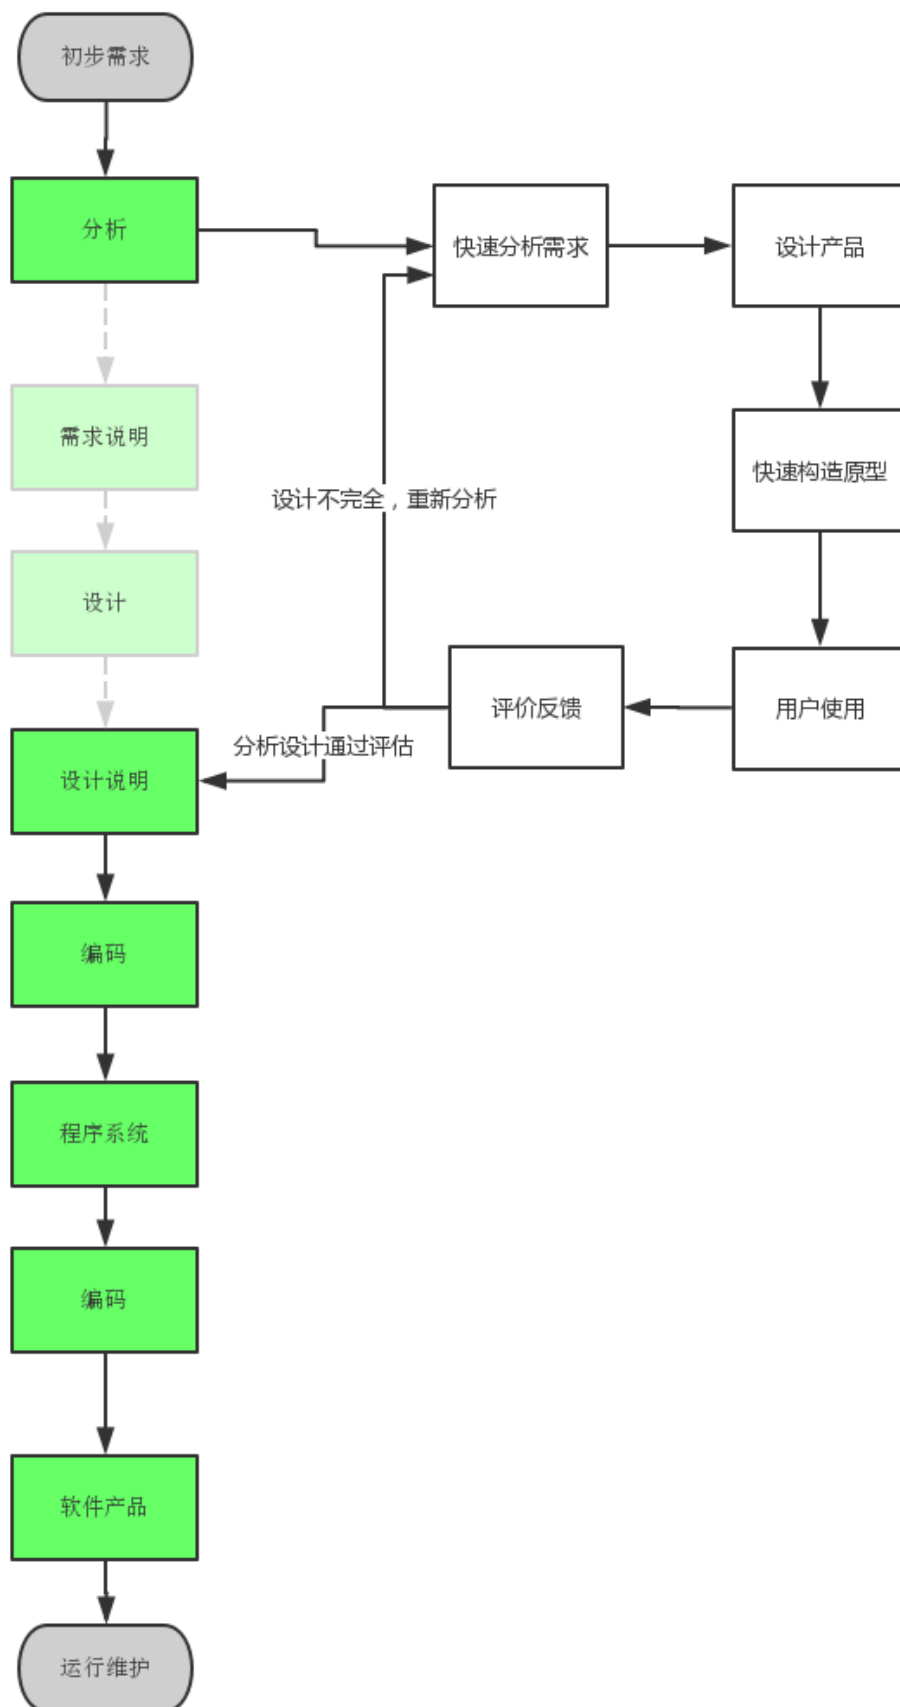 初步需求
分析
快速分析需求
设计产品
需求说明
快速构造原型
设计不完全，重新分析
设计
评价反馈
用户使用
分析设计通过评估
设计说明
编码
程序系统
编码
软件产品
运行维护